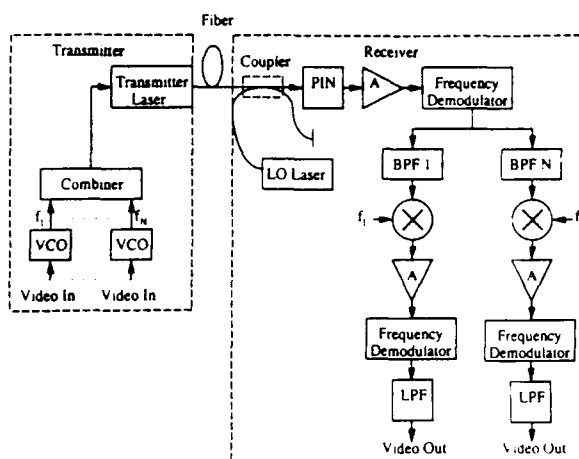 Fiber
Transmitter
Coupler
Receiver
Transmitter
Laser
PIN
A
Frequency
Demodulator
LO Laser
BPF 1
BPF N
Combiner
f1
fN
f1
f
VCO
VCO
A
A
Video In
Video In
Frequency
Demodulator
Frequency
Demodulator
LPF
LPF
Video Out
Video Out